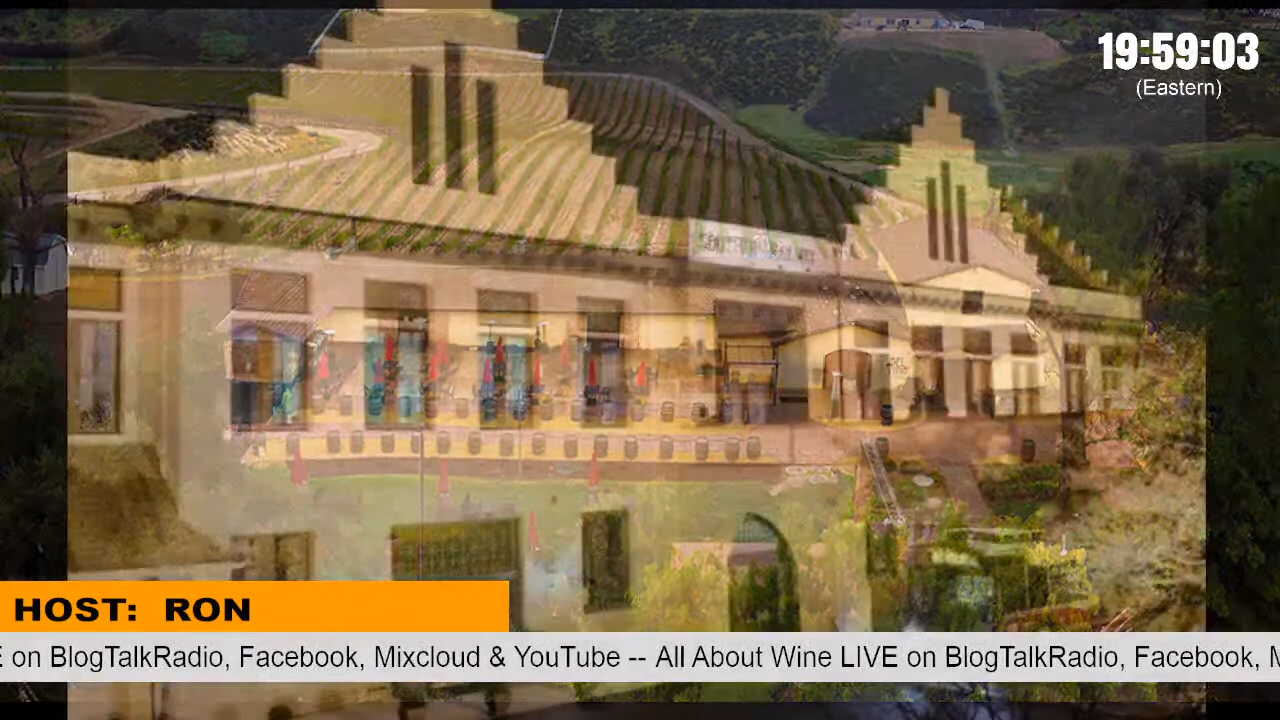 19:59:03
(Eastern)
HOST: RON
E on BlogTalkRadio, Facebook, Mixcloud & YouTube -- All About Wine LIVE on BlogTalkRadio, Facebook, M